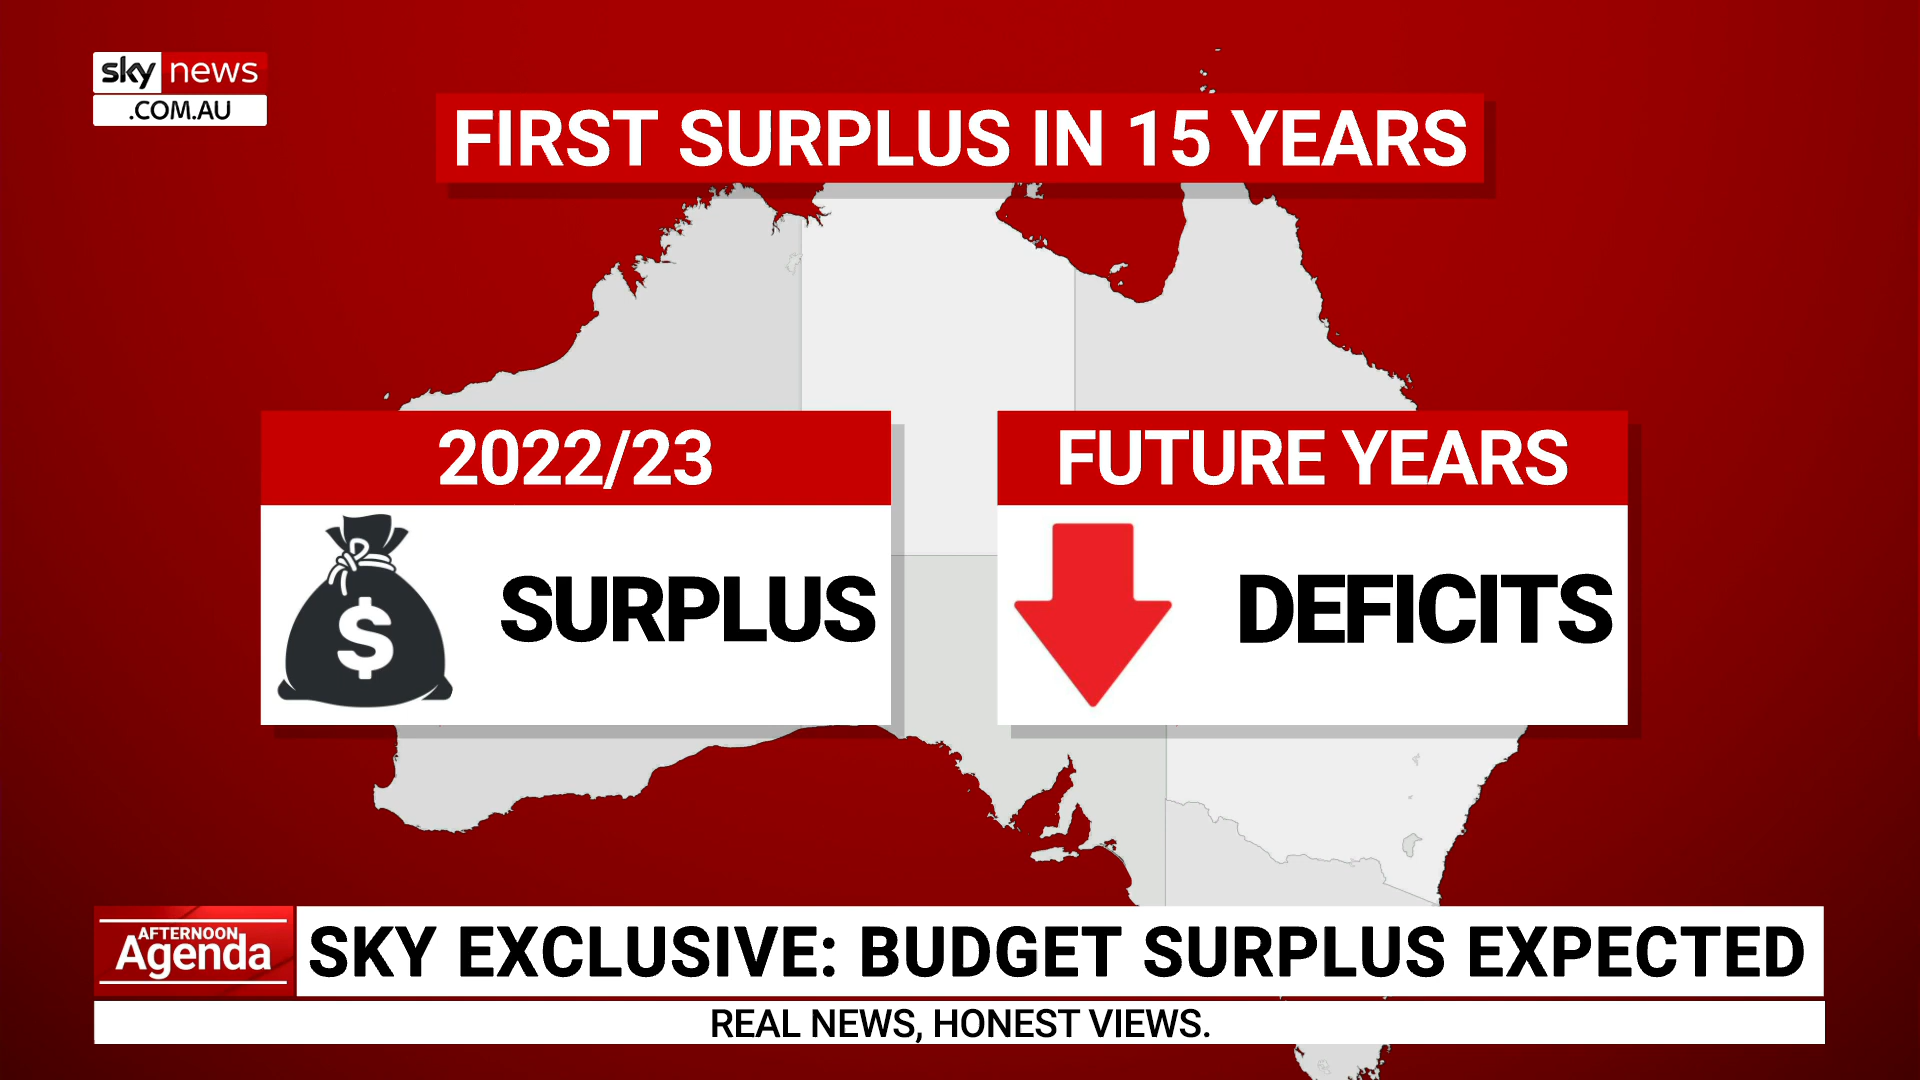 sky news
.COM.AU
FIRST SURPLUS IN 15 YEARS
2022/23
FUTURE YEARS
$
SURPLUS
DEFICITS
AFTERNOON
Agenda
SKY EXCLUSIVE: BUDGET SURPLUS EXPECTED
REAL NEWS, HONEST VIEWS.